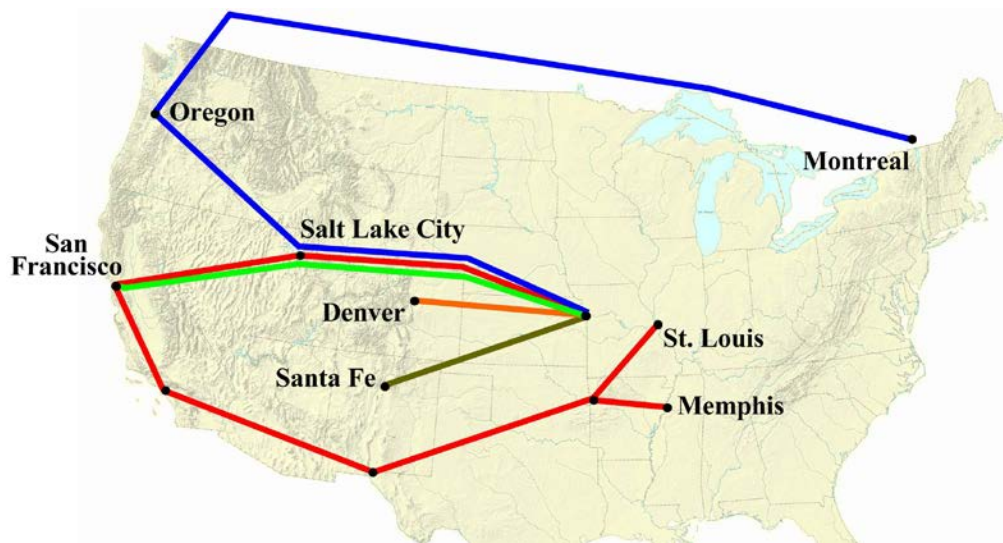 Oregon
Montreal
Salt Lake City
San
Francisco
Denver
St. Louis
Santa Fe
Memphis